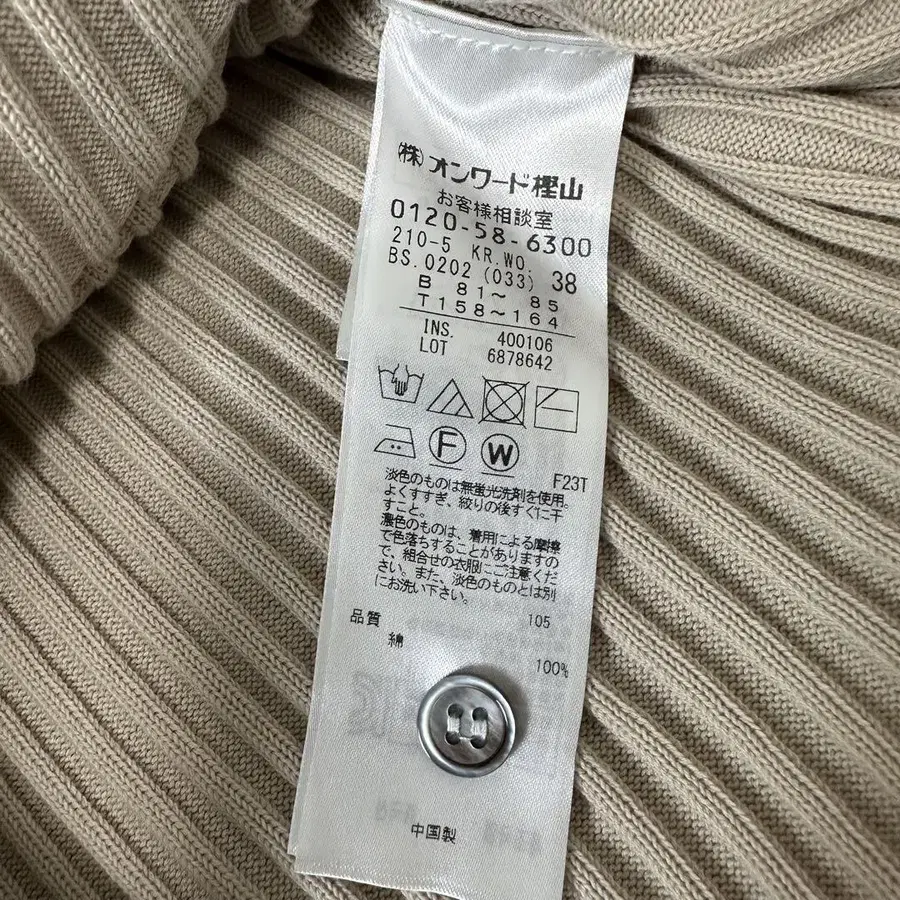 (株)オンワード樫山
お客様相談室
0120-58-6300
210-5 KR.WO. 38
BS.0202 (033)
B 81～ 85
T158～164
INS. 400106
LOT 6878642
F W
F23T
淡色のものは無蛍光洗剤を使用。
よくすすぎ、絞りの後すぐに干
すこと。
濃色のものは、着用による摩擦
で色落ちすることがありますの
で、組合せの衣服にご注意くだ
さい。また、淡色のものとは別
にお洗い下さい。
105
品質
綿 100%
中国製